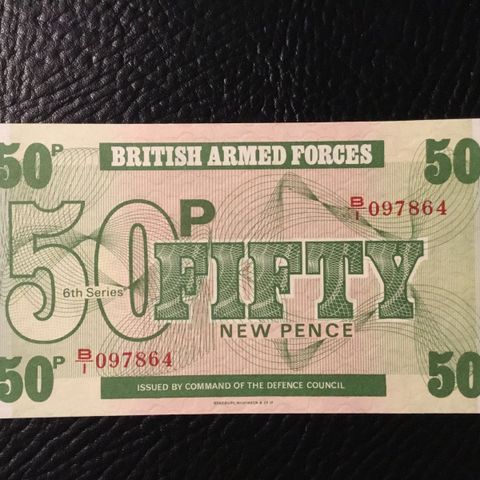 50P BRITISH ARMED FORCES 50
B/1 097864
50P
6th Series
FIFTY
NEW PENCE
B/1 097864
50P ISSUED BY COMMAND OF THE DEFENCE COUNCIL 50